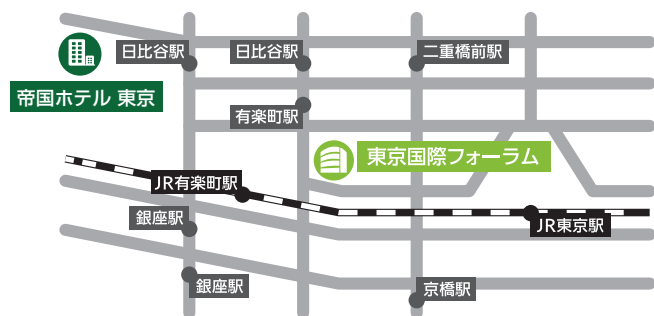 日比谷駅
日比谷駅
二重橋前駅
帝国ホテル 東京
有楽町駅
東京国際フォーラム
JR有楽町駅
銀座駅
JR東京駅
銀座駅
京橋駅